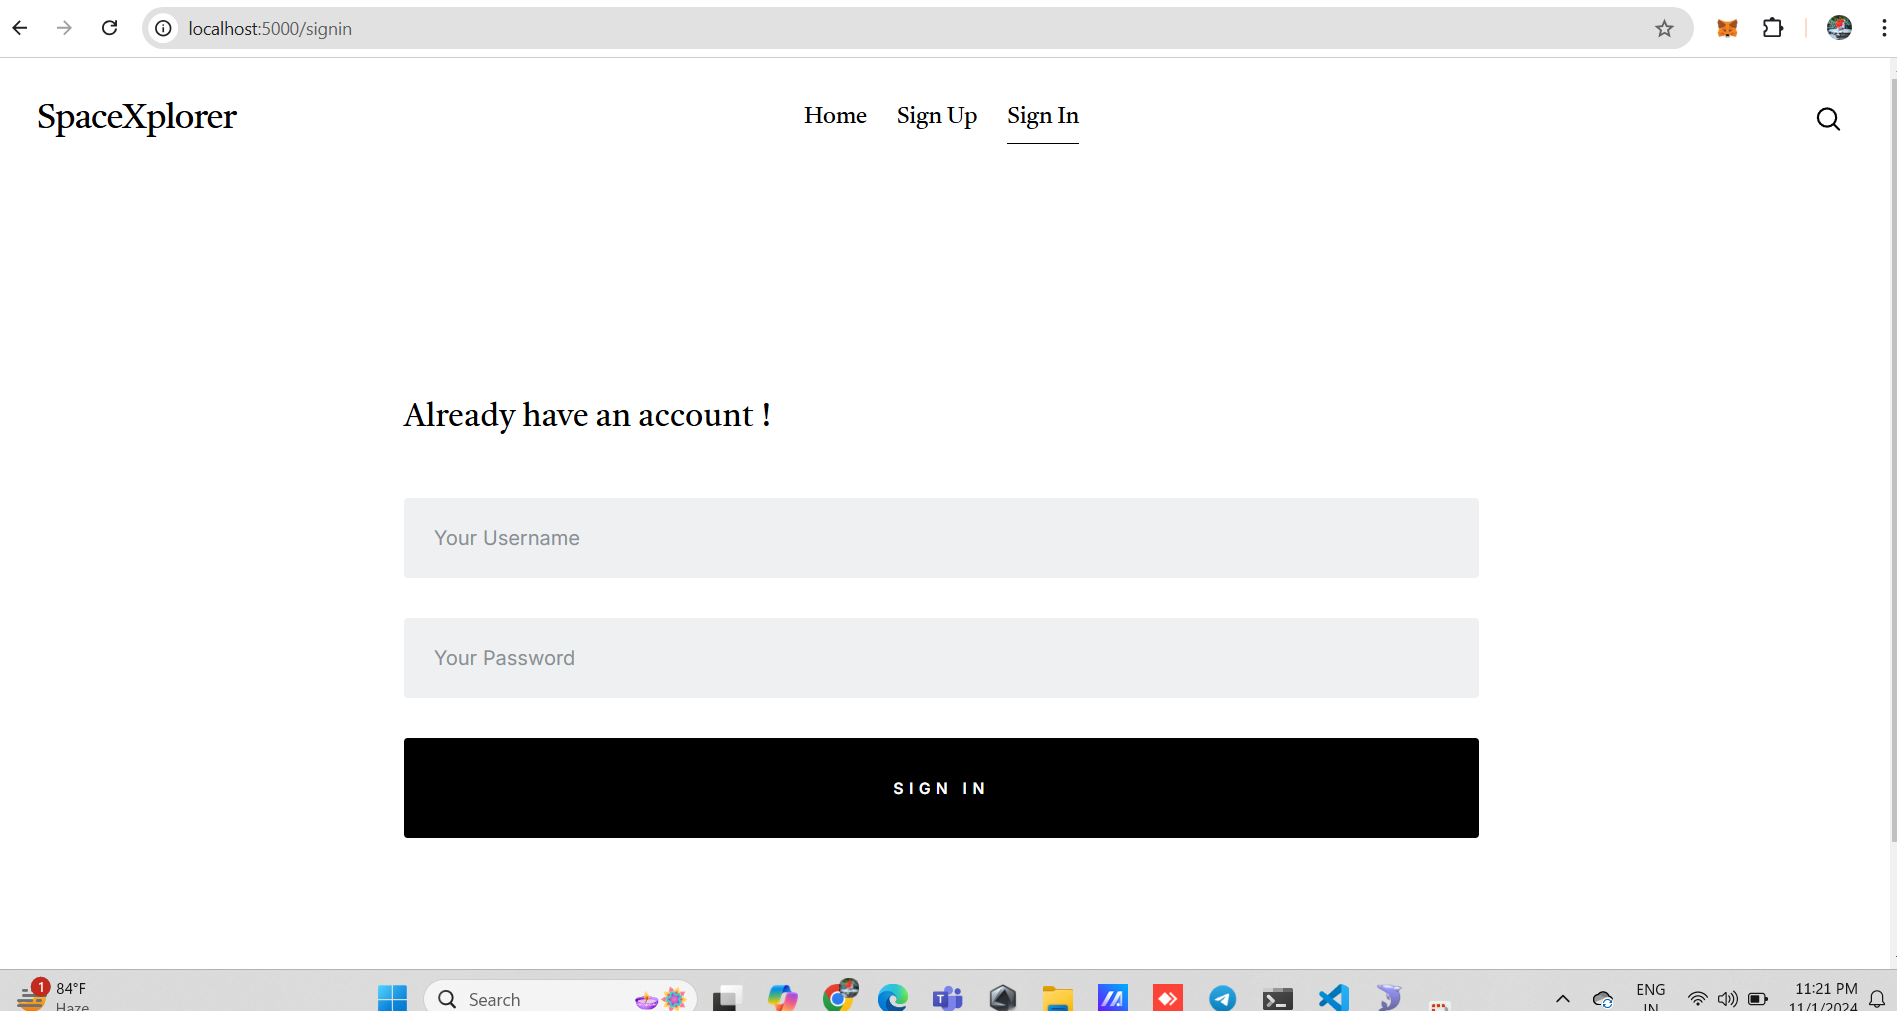 localhost:5000/signin
SpaceXplorer
Home Sign Up Sign In
Already have an account !
Your Username
Your Password
SIGN IN
1
84°F
Haze
Search
ENG
IN
11:21 PM
11/1/2024